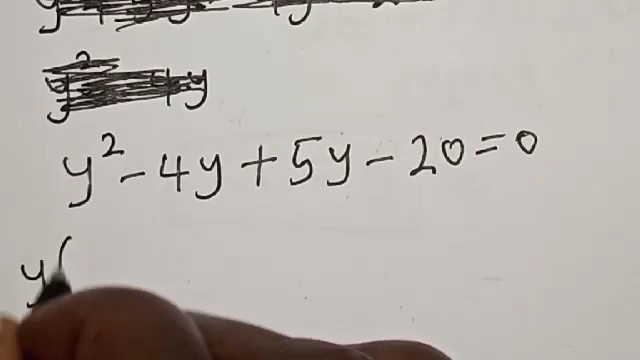 y² - 4y + 5y - 20 = 0
y(